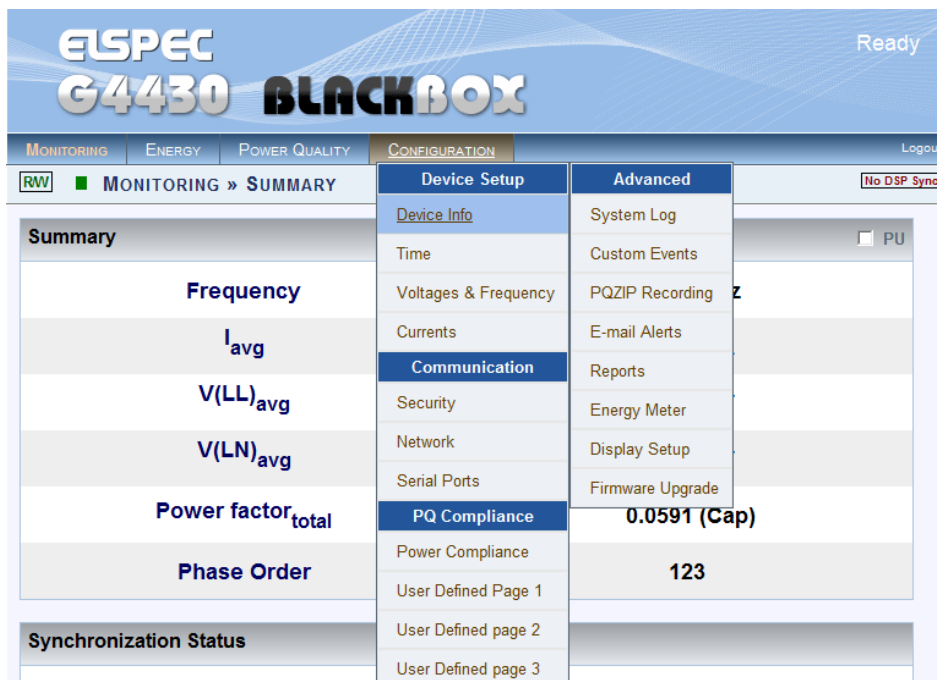 ELSPEC
G4430 BLACKBOX
Ready
MONITORING ENERGY POWER QUALITY CONFIGURATION
RW MONITORING » SUMMARY
No DSP Sync
Summary
PU
Frequency
z
Iavg
V(LL)avg
V(LN)avg
Power factortotal
0.0591 (Cap)
Phase Order
123
Synchronization Status
Device Setup
Device Info
Time
Voltages & Frequency
Currents
Communication
Security
Network
Serial Ports
PQ Compliance
Power Compliance
User Defined Page 1
User Defined page 2
User Defined page 3
Advanced
System Log
Custom Events
PQZIP Recording
E-mail Alerts
Reports
Energy Meter
Display Setup
Firmware Upgrade